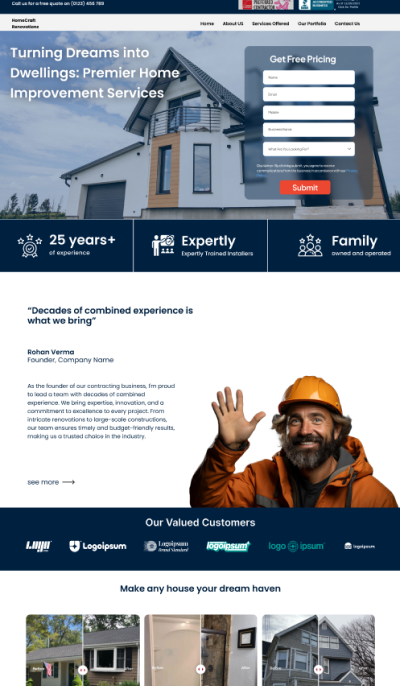 Call us for a free quote on (0123) 456 789
HomeCraft
Renovations
Home About US Services Offered Our Portfolio Contact Us
Turning Dreams into
Dwellings: Premier Home
Improvement Services
Get Free Pricing
Name
Email
Business Name
What Are You Looking For?
Submit
25 years+
of experience
Expertly
Expertly Trained Installers
Family
owned and operated
“Decades of combined experience is
what we bring”
Rohan Verma
Founder, Company Name
As the founder of our contracting business, I'm proud
to lead a team with decades of combined
experience. We bring expertise, innovation, and a
commitment to excellence to every project. From
intricate renovations to large-scale constructions,
our team ensures timely and budget-friendly results,
making us a trusted choice in the industry.
see more
Our Valued Customers
Logoipsum
Logoipsum
logoipsum
logo ipsum
logoipsum
Make any house your dream haven
Before After